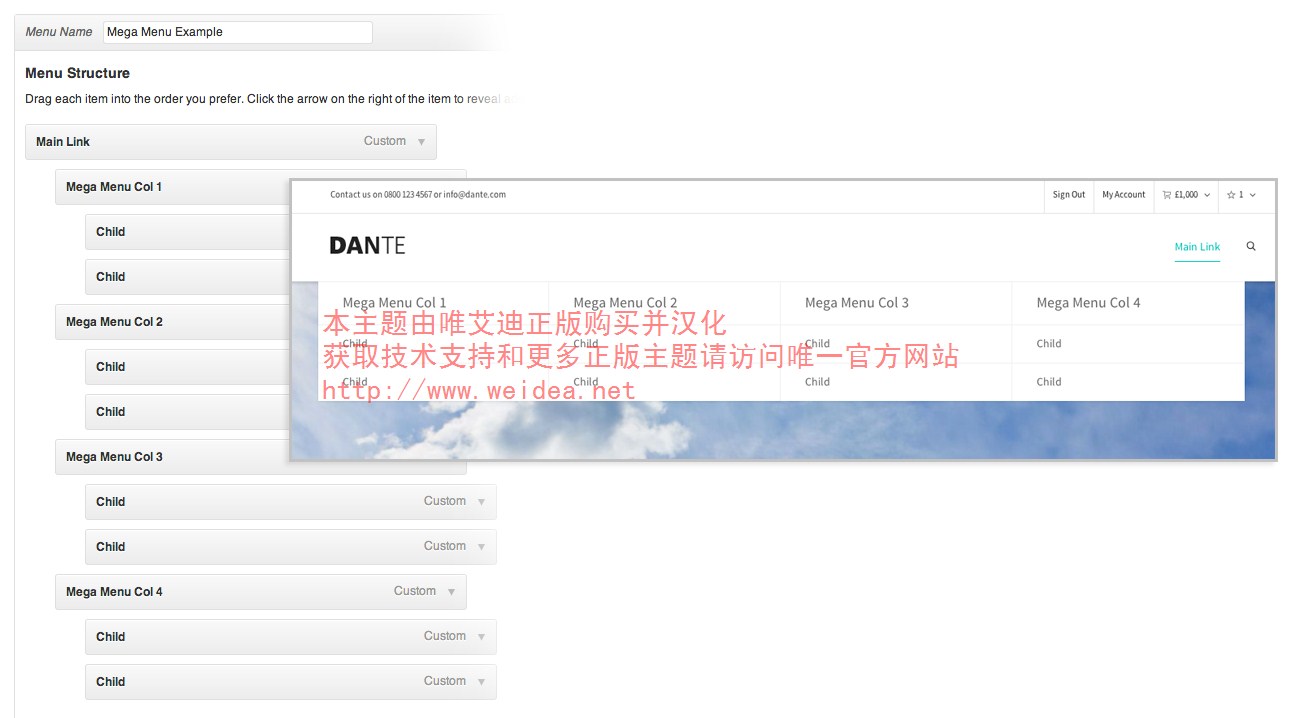 Menu Name Mega Menu Example
Menu Structure
Drag each item into the order you prefer. Click the arrow on the right of the item to reveal
Main Link Custom
Mega Menu Col 1
Child
Child
Mega Menu Col 2
Child
Child
Mega Menu Col 3
Child Custom
Child Custom
Mega Menu Col 4 Custom
Child Custom
Child Custom
Contact us on 0800 123 4567 or info@dante.com Sign Out My Account £1,000 1
DANTE Main Link
Mega Menu Col 1 Mega Menu Col 2 Mega Menu Col 3 Mega Menu Col 4
本主题由唯艾迪正版购买并汉化
Child Child Child Child
获取技术支持和更多正版主题请访问唯一官方网站
Child Child Child Child
http://www.weidea.net